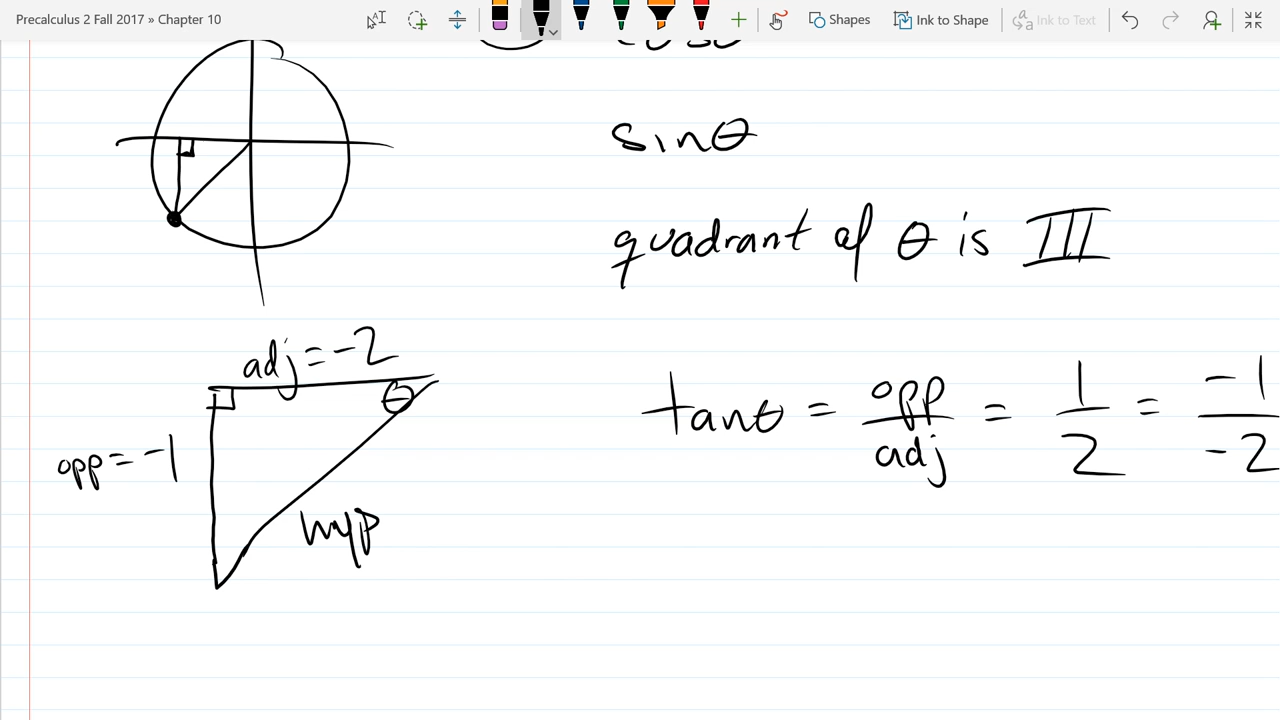 Precalculus 2 Fall 2017 » Chapter 10
Shapes
Ink to Shape
Ink to Text
sinθ
quadrant of θ is III
adj = -2
θ
opp = -1
hyp
tanθ = opp/adj = 1/2 = -1/-2